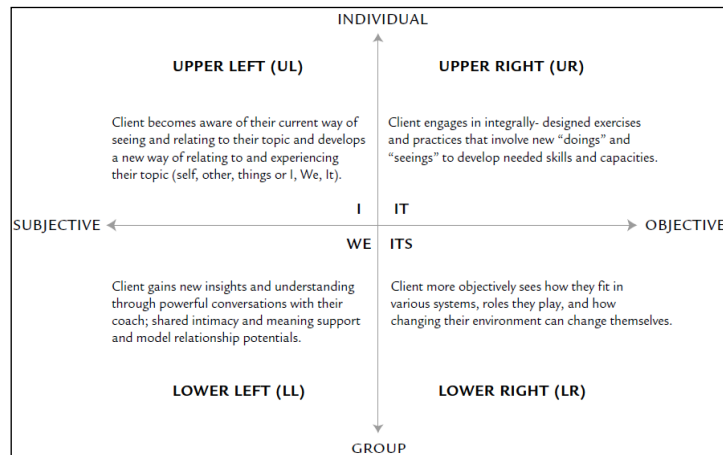 INDIVIDUAL
UPPER LEFT (UL)
Client becomes aware of their current way of
seeing and relating to their topic and develops
a new way of relating to and experiencing
their topic (self, other, things or I, We, It).
UPPER RIGHT (UR)
Client engages in integrally- designed exercises
and practices that involve new “doings” and
“seeings” to develop needed skills and capacities.
I
IT
SUBJECTIVE
OBJECTIVE
WE
ITS
Client gains new insights and understanding
through powerful conversations with their
coach; shared intimacy and meaning support
and model relationship potentials.
LOWER LEFT (LL)
Client more objectively sees how they fit in
various systems, roles they play, and how
changing their environment can change themselves.
LOWER RIGHT (LR)
GROUP